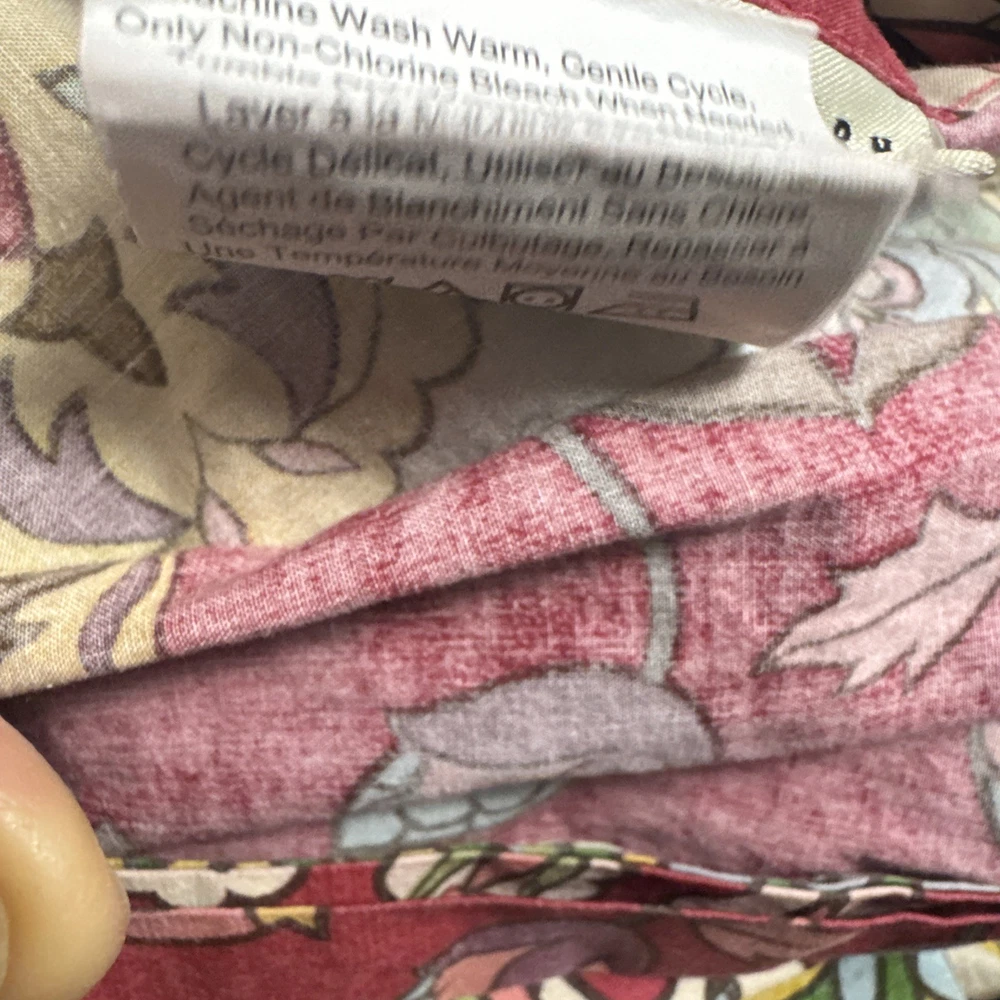 Machine Wash Warm, Gentle Cycle,
Only Non-Chlorine Bleach When Needed,
Tumble
Laver à la
Cycle Délicat, Utiliser au Besoin
Agent de Blanchiment Sans Chlore,
Séchage Par Culbutage, Repasser à
Une Température Moyenne au Besoin